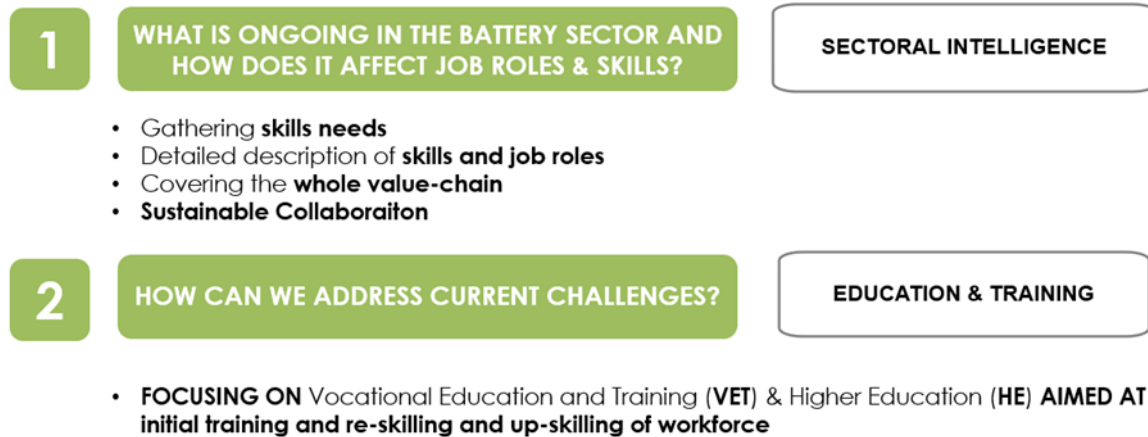 1
WHAT IS ONGOING IN THE BATTERY SECTOR AND
HOW DOES IT AFFECT JOB ROLES & SKILLS?
SECTORAL INTELLIGENCE
• Gathering skills needs
• Detailed description of skills and job roles
• Covering the whole value-chain
• Sustainable Collaboraiton
2
HOW CAN WE ADDRESS CURRENT CHALLENGES?
EDUCATION & TRAINING
• FOCUSING ON Vocational Education and Training (VET) & Higher Education (HE) AIMED AT
initial training and re-skilling and up-skilling of workforce